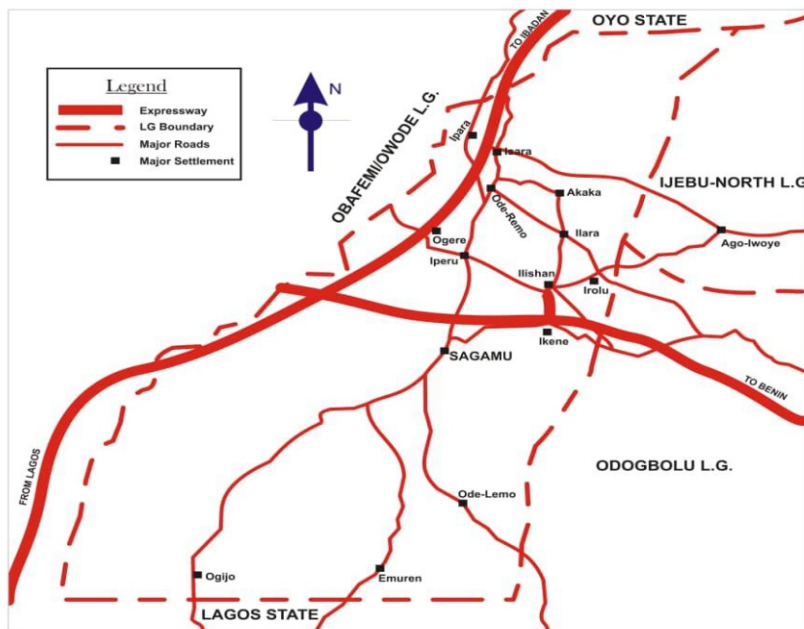 OYO STATE
TO IBADAN
Legend
Expressway
LG Boundary
Major Roads
Major Settlement
N
OBAFEMI/OWODE L.G.
Ipara
Isara
IJEBU-NORTH L.G
Akaka
Ode-Remo
Ogere
Ilara
Ago-Iwoye
Iperu
Ilishan
Irolu
Ikene
SAGAMU
TO BENIN
ODOGBOLU L.G.
FROM LAGOS
Ode-Lemo
Ogijo
Emuren
LAGOS STATE